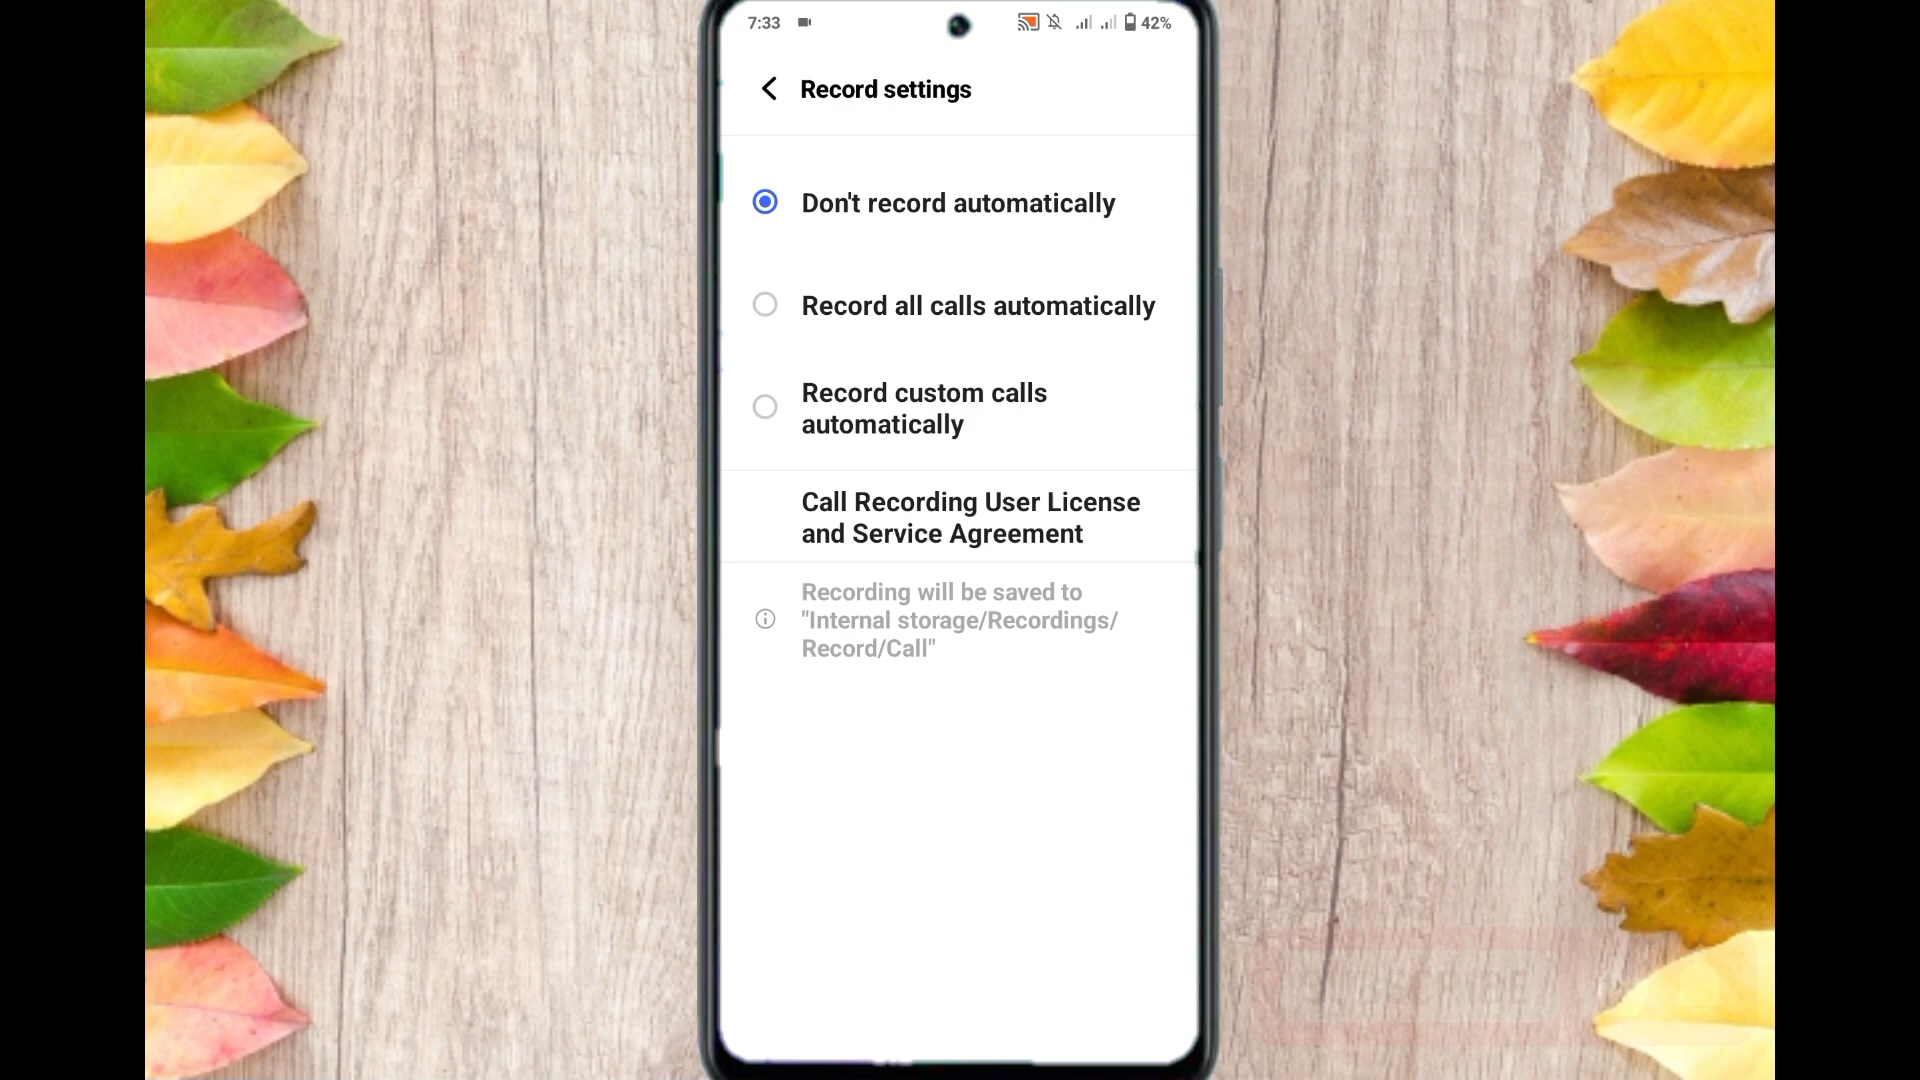 7:33
42%
Record settings
Don't record automatically
Record all calls automatically
Record custom calls
automatically
Call Recording User License
and Service Agreement
Recording will be saved to
"Internal storage/Recordings/
Record/Call"